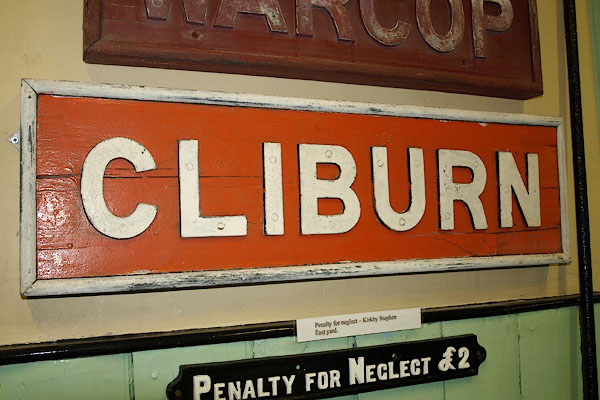 WARCOP
CLIBURN
Penalty for neglect – Kirkby Stephen
East yard.
PENALTY FOR NEGLECT £2